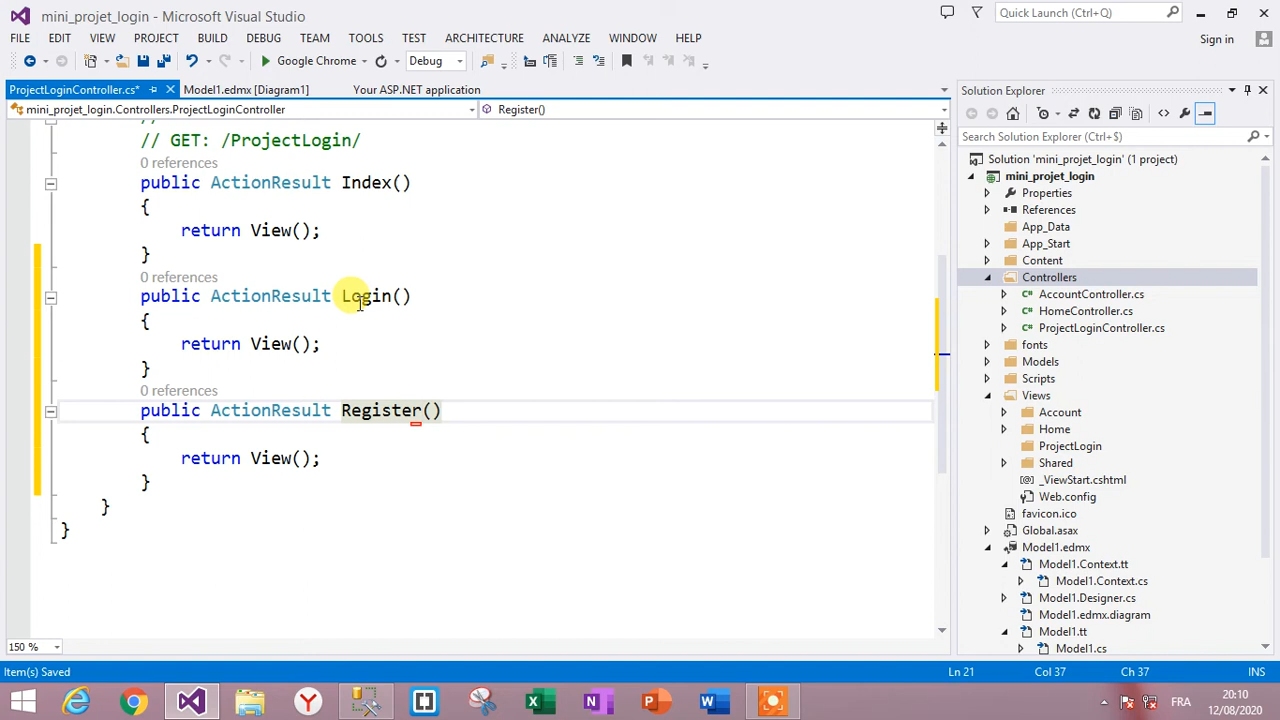 mini_projet_login - Microsoft Visual Studio
Quick Launch (Ctrl+Q)
FILE EDIT VIEW PROJECT BUILD DEBUG TEAM TOOLS TEST ARCHITECTURE ANALYZE WINDOW HELP
Sign in
Google Chrome
Debug
ProjectLoginController.cs*
Model1.edmx [Diagram1]
Your ASP.NET application
mini_projet_login.Controllers.ProjectLoginController
Register()
//
// GET: /ProjectLogin/
0 references
public ActionResult Index()
{
return View();
}
0 references
public ActionResult Login()
{
return View();
}
0 references
public ActionResult Register()
{
return View();
}
}
}
150 %
Solution Explorer
Search Solution Explorer (Ctrl+$)
Solution 'mini_projet_login' (1 project)
mini_projet_login
Properties
References
App_Data
App_Start
Content
Controllers
AccountController.cs
HomeController.cs
ProjectLoginController.cs
fonts
Models
Scripts
Views
Account
Home
ProjectLogin
Shared
_ViewStart.cshtml
Web.config
favicon.ico
Global.asax
Model1.edmx
Model1.Context.tt
Model1.Context.cs
Model1.Designer.cs
Model1.edmx.diagram
Model1.tt
Model1.cs
Item(s) Saved
Ln 21
Col 37
Ch 37
INS
FR
20:10
12/08/2020